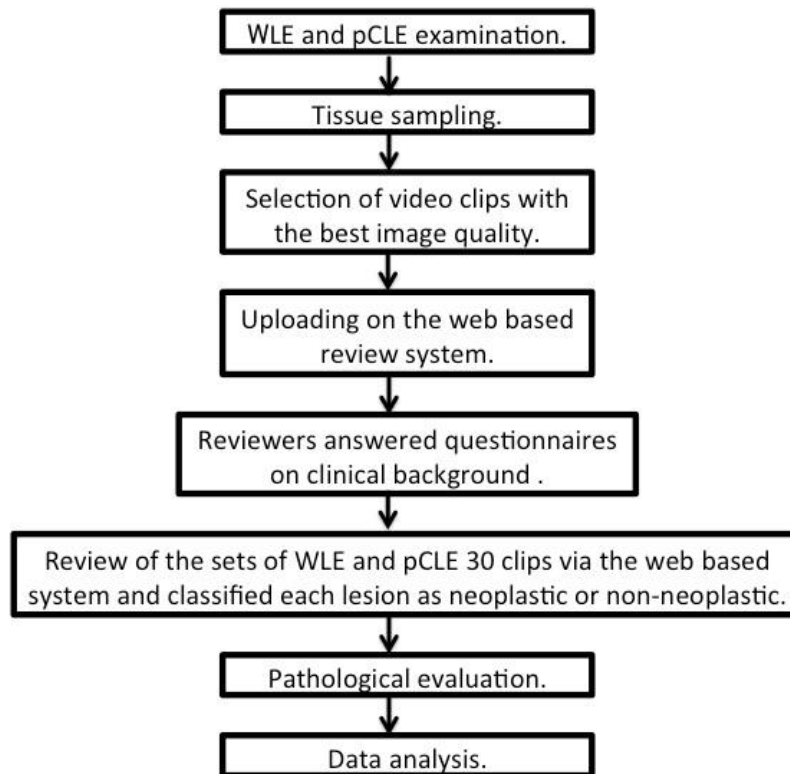 WLE and pCLE examination.
Tissue sampling.
Selection of video clips with
the best image quality.
Uploading on the web based
review system.
Reviewers answered questionnaires
on clinical background .
Review of the sets of WLE and pCLE 30 clips via the web based
system and classified each lesion as neoplastic or non-neoplastic.
Pathological evaluation.
Data analysis.